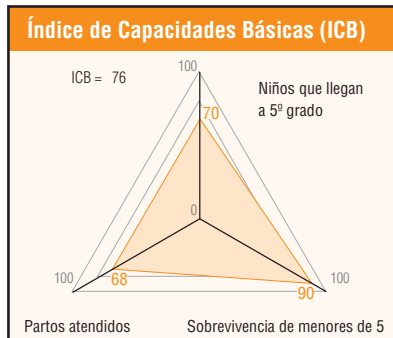 Índice de Capacidades Básicas (ICB)
ICB = 76
100
Niños que llegan
a 5º grado
70
0
100
68
90
100
Partos atendidos
Sobrevivencia de menores de 5